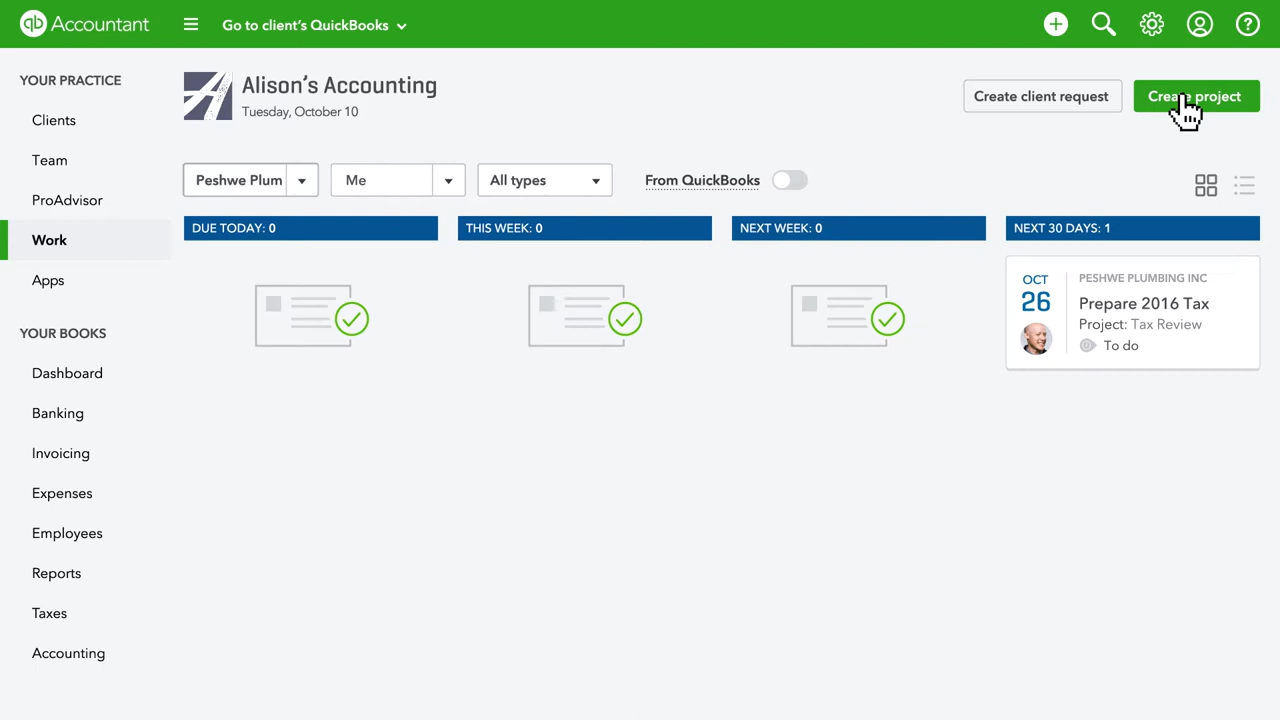 qb Accountant
Go to client's QuickBooks
YOUR PRACTICE
Clients
Team
ProAdvisor
Work
Apps
YOUR BOOKS
Dashboard
Banking
Invoicing
Expenses
Employees
Reports
Taxes
Accounting
Alison's Accounting
Tuesday, October 10
Create client request
Create project
Peshwe Plum
Me
All types
From QuickBooks
DUE TODAY: 0
THIS WEEK: 0
NEXT WEEK: 0
NEXT 30 DAYS: 1
OCT
26
PESHWE PLUMBING INC
Prepare 2016 Tax
Project: Tax Review
To do